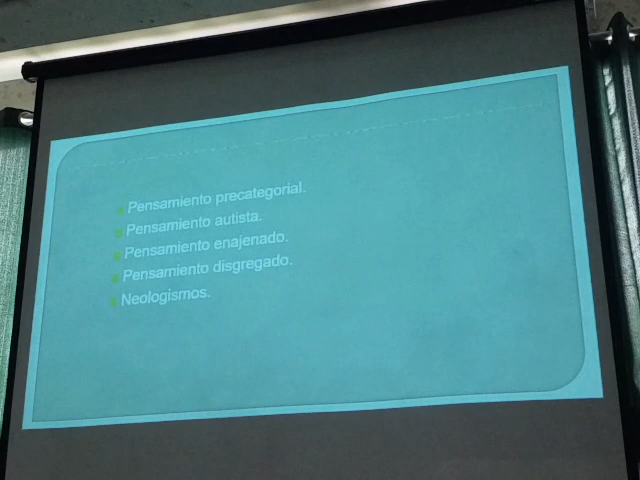 Pensamiento precategorial.
Pensamiento autista.
Pensamiento enajenado.
Pensamiento disgregado.
Neologismos.